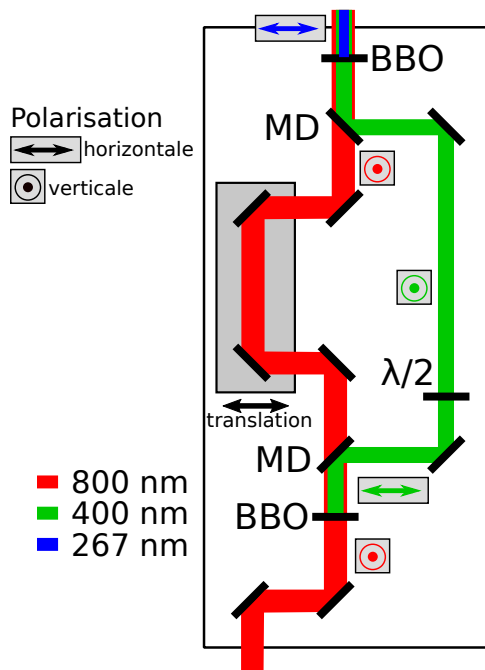 BBO
Polarisation
horizontale
verticale
MD
λ/2
translation
MD
BBO
800 nm
400 nm
267 nm